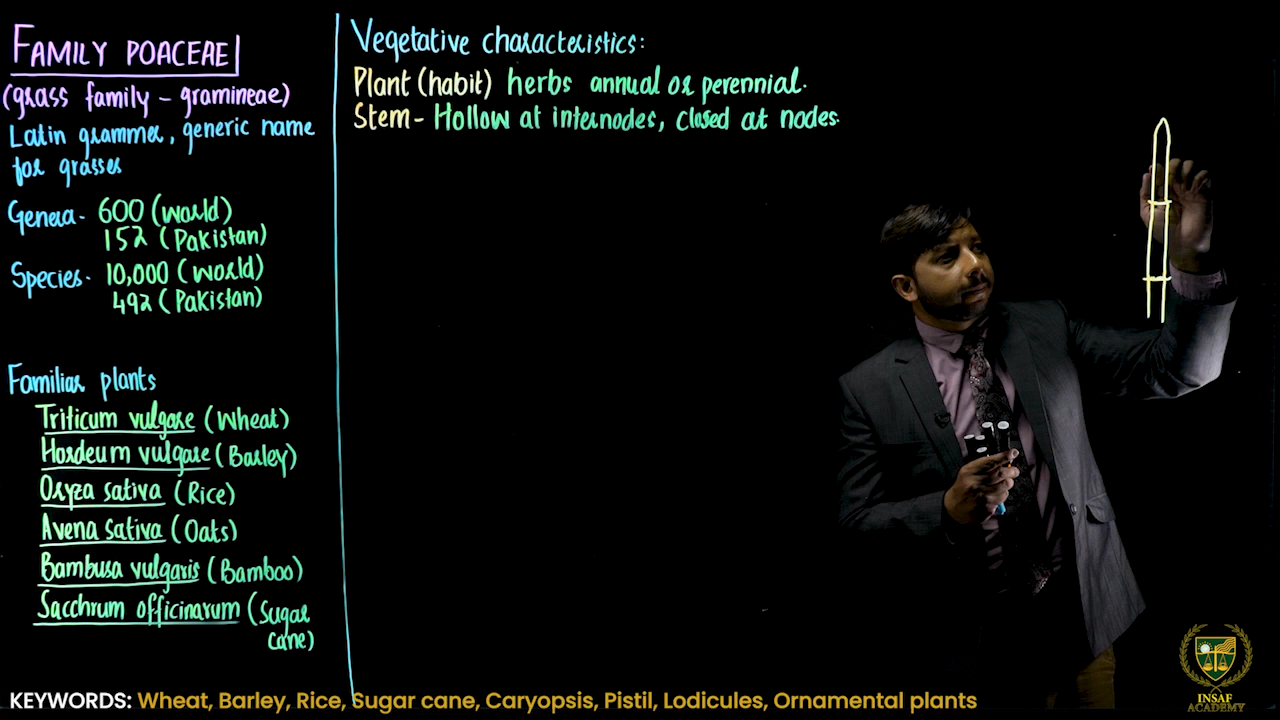 FAMILY POACEAE
(grass family - gramineae)
Latin grammer, generic name
for grasses
Genera- 600 (world)
152 (Pakistan)
Species- 10,000 (world)
492 (Pakistan)
Familiar plants
Triticum vulgare (Wheat)
Hordeum vulgare (Barley)
Oryza sativa (Rice)
Avena sativa (Oats)
Bambusa vulgaris (Bamboo)
Sacchrum officinarum (Sugar
cane)
Vegetative characteristics:
Plant (habit) herbs annual or perennial.
Stem- Hollow at internodes, closed at nodes.
KEYWORDS: Wheat, Barley, Rice, Sugar cane, Caryopsis, Pistil, Lodicules, Ornamental plants
INSAF
ACADEMY